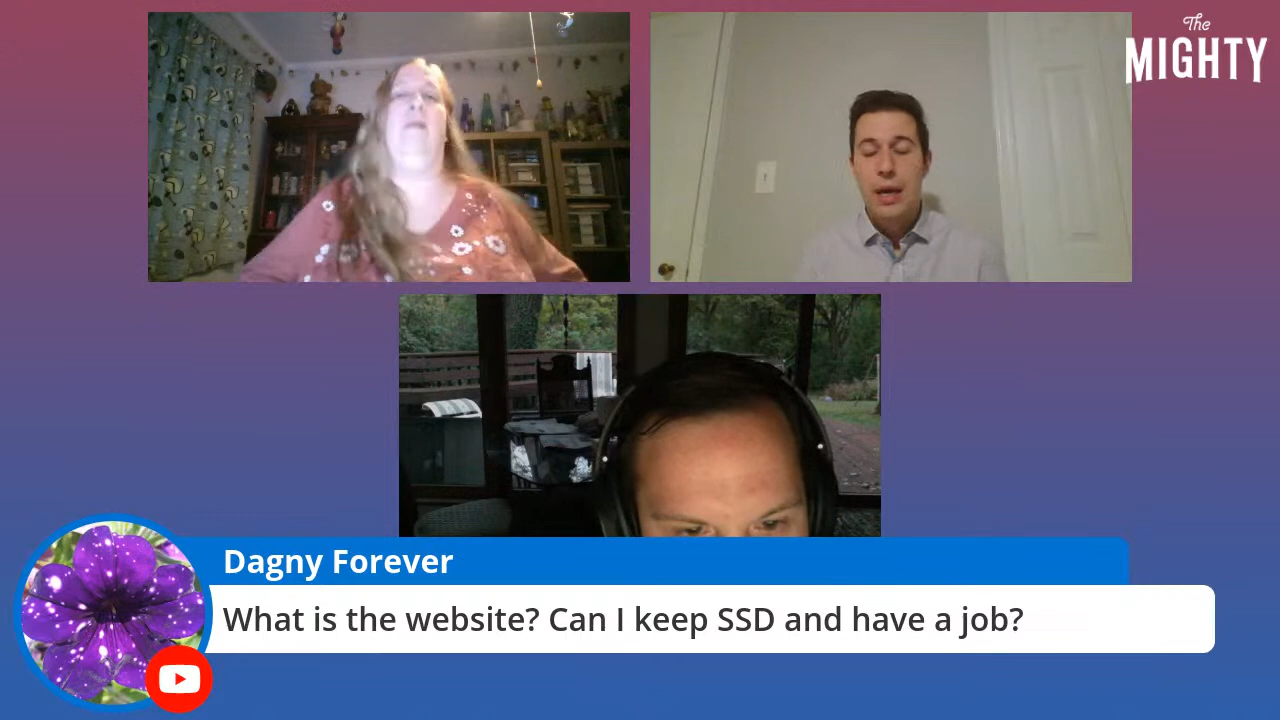 The
MIGHTY
Dagny Forever
What is the website? Can I keep SSD and have a job?